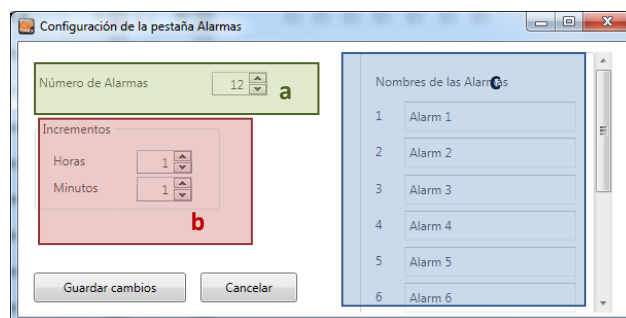 Configuración de la pestaña Alarmas
Número de Alarmas 12 a
Incrementos
Horas 1
Minutos 1
b
Guardar cambios Cancelar
Nombres de las Alarmas c
1 Alarm 1
2 Alarm 2
3 Alarm 3
4 Alarm 4
5 Alarm 5
6 Alarm 6